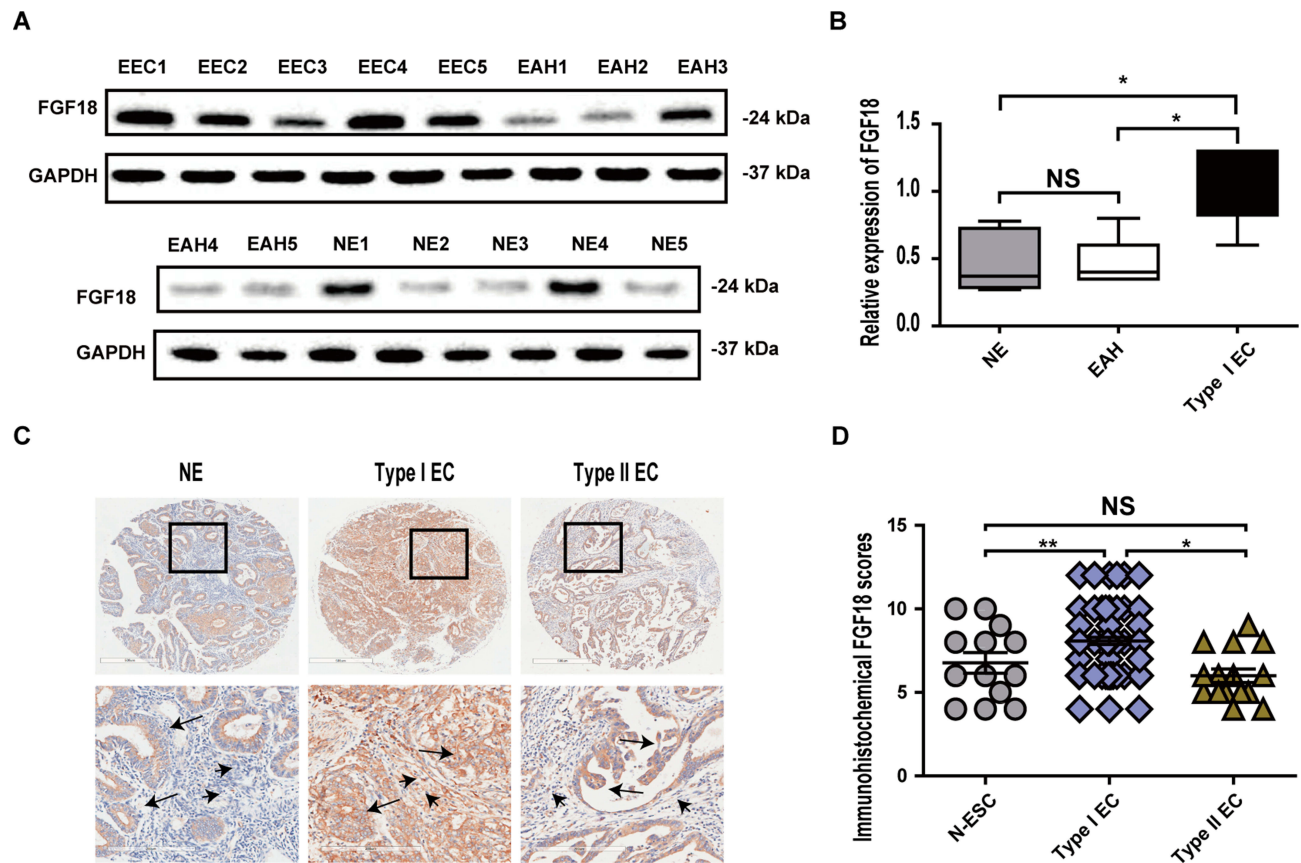 A
EEC1 EEC2 EEC3 EEC4 EEC5 EAH1 EAH2 EAH3
FGF18
-24 kDa
GAPDH
-37 kDa
EAH4 EAH5 NE1 NE2 NE3 NE4 NE5
FGF18
-24 kDa
GAPDH
-37 kDa
B
*
*
NS
Relative expression of FGF18
1.5
1.0
0.5
0.0
NE
EAH
Type I EC
C
NE Type I EC Type II EC
D
NS
** *
Immunohistochemical FGF18 scores
15
10
5
0
N-ESC
Type I EC
Type II EC